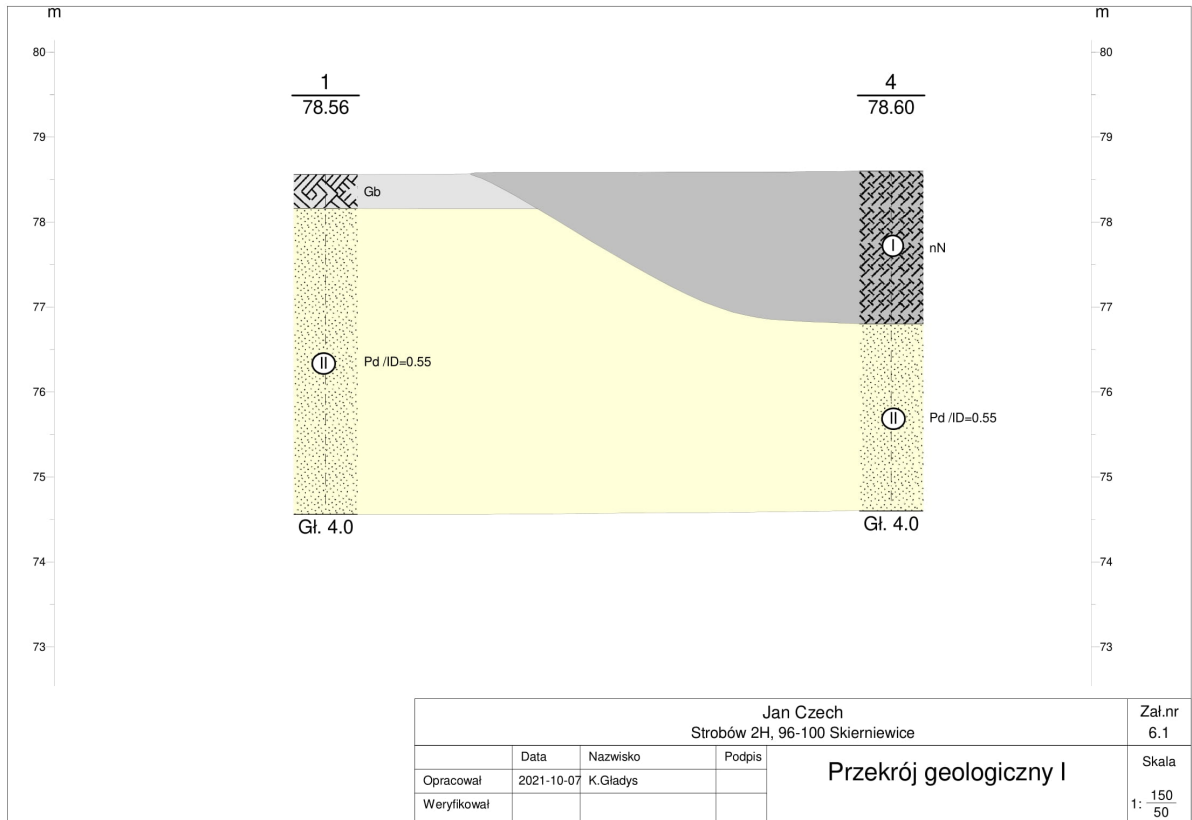 m
m
80
80
1
78.56
4
78.60
79
79
Gb
78
78
I
nN
77
77
II
Pd /ID=0.55
76
76
II
Pd /ID=0.55
75
75
Gł. 4.0
Gł. 4.0
74
74
73
73
Jan Czech
Strobów 2H, 96-100 Skierniewice
Zał.nr
6.1
Data Nazwisko Podpis
Opracował 2021-10-07 K.Gładys
Weryfikował
Przekrój geologiczny I
Skala
1: 150
50